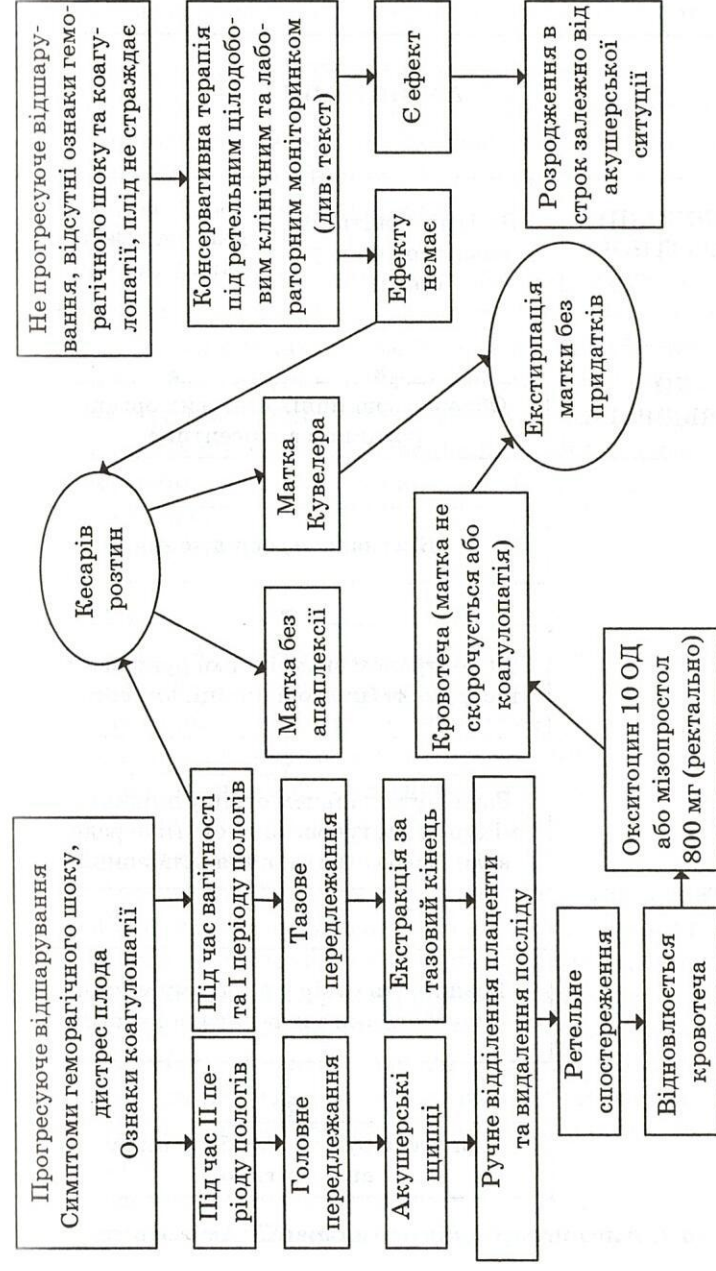 Прогресуюче відшарування
Симптоми геморагічного шоку,
дистрес плода
Ознаки коагулопатії
Під час II пе-
ріоду пологів
Під час вагітності
та I періоду пологів
Головне
передлежання
Тазове
передлежання
Акушерські
щипці
Екстракція за
тазовий кінець
Ручне відділення плаценти
та видалення посліду
Ретельне
спостереження
Відновлюється
кровотеча
Окситоцин 10 ОД
або мізопростол
800 мг (ректально)
Кровотеча (матка не
скорочується або
коагулопатія)
Кесарів
розтин
Матка без
апаплексії
Матка
Кувелера
Екстирпація
матки без
придатків
Не прогресуюче відшару-
вання, відсутні ознаки гемо-
рагічного шоку та коагу-
лопатії, плід не страждає
Консервативна терапія
під ретельним цілодобо-
вим клінічним та лабо-
раторним моніторинком
(див. текст)
Ефекту
немає
Є ефект
Розродження в
строк залежно від
акушерської
ситуції